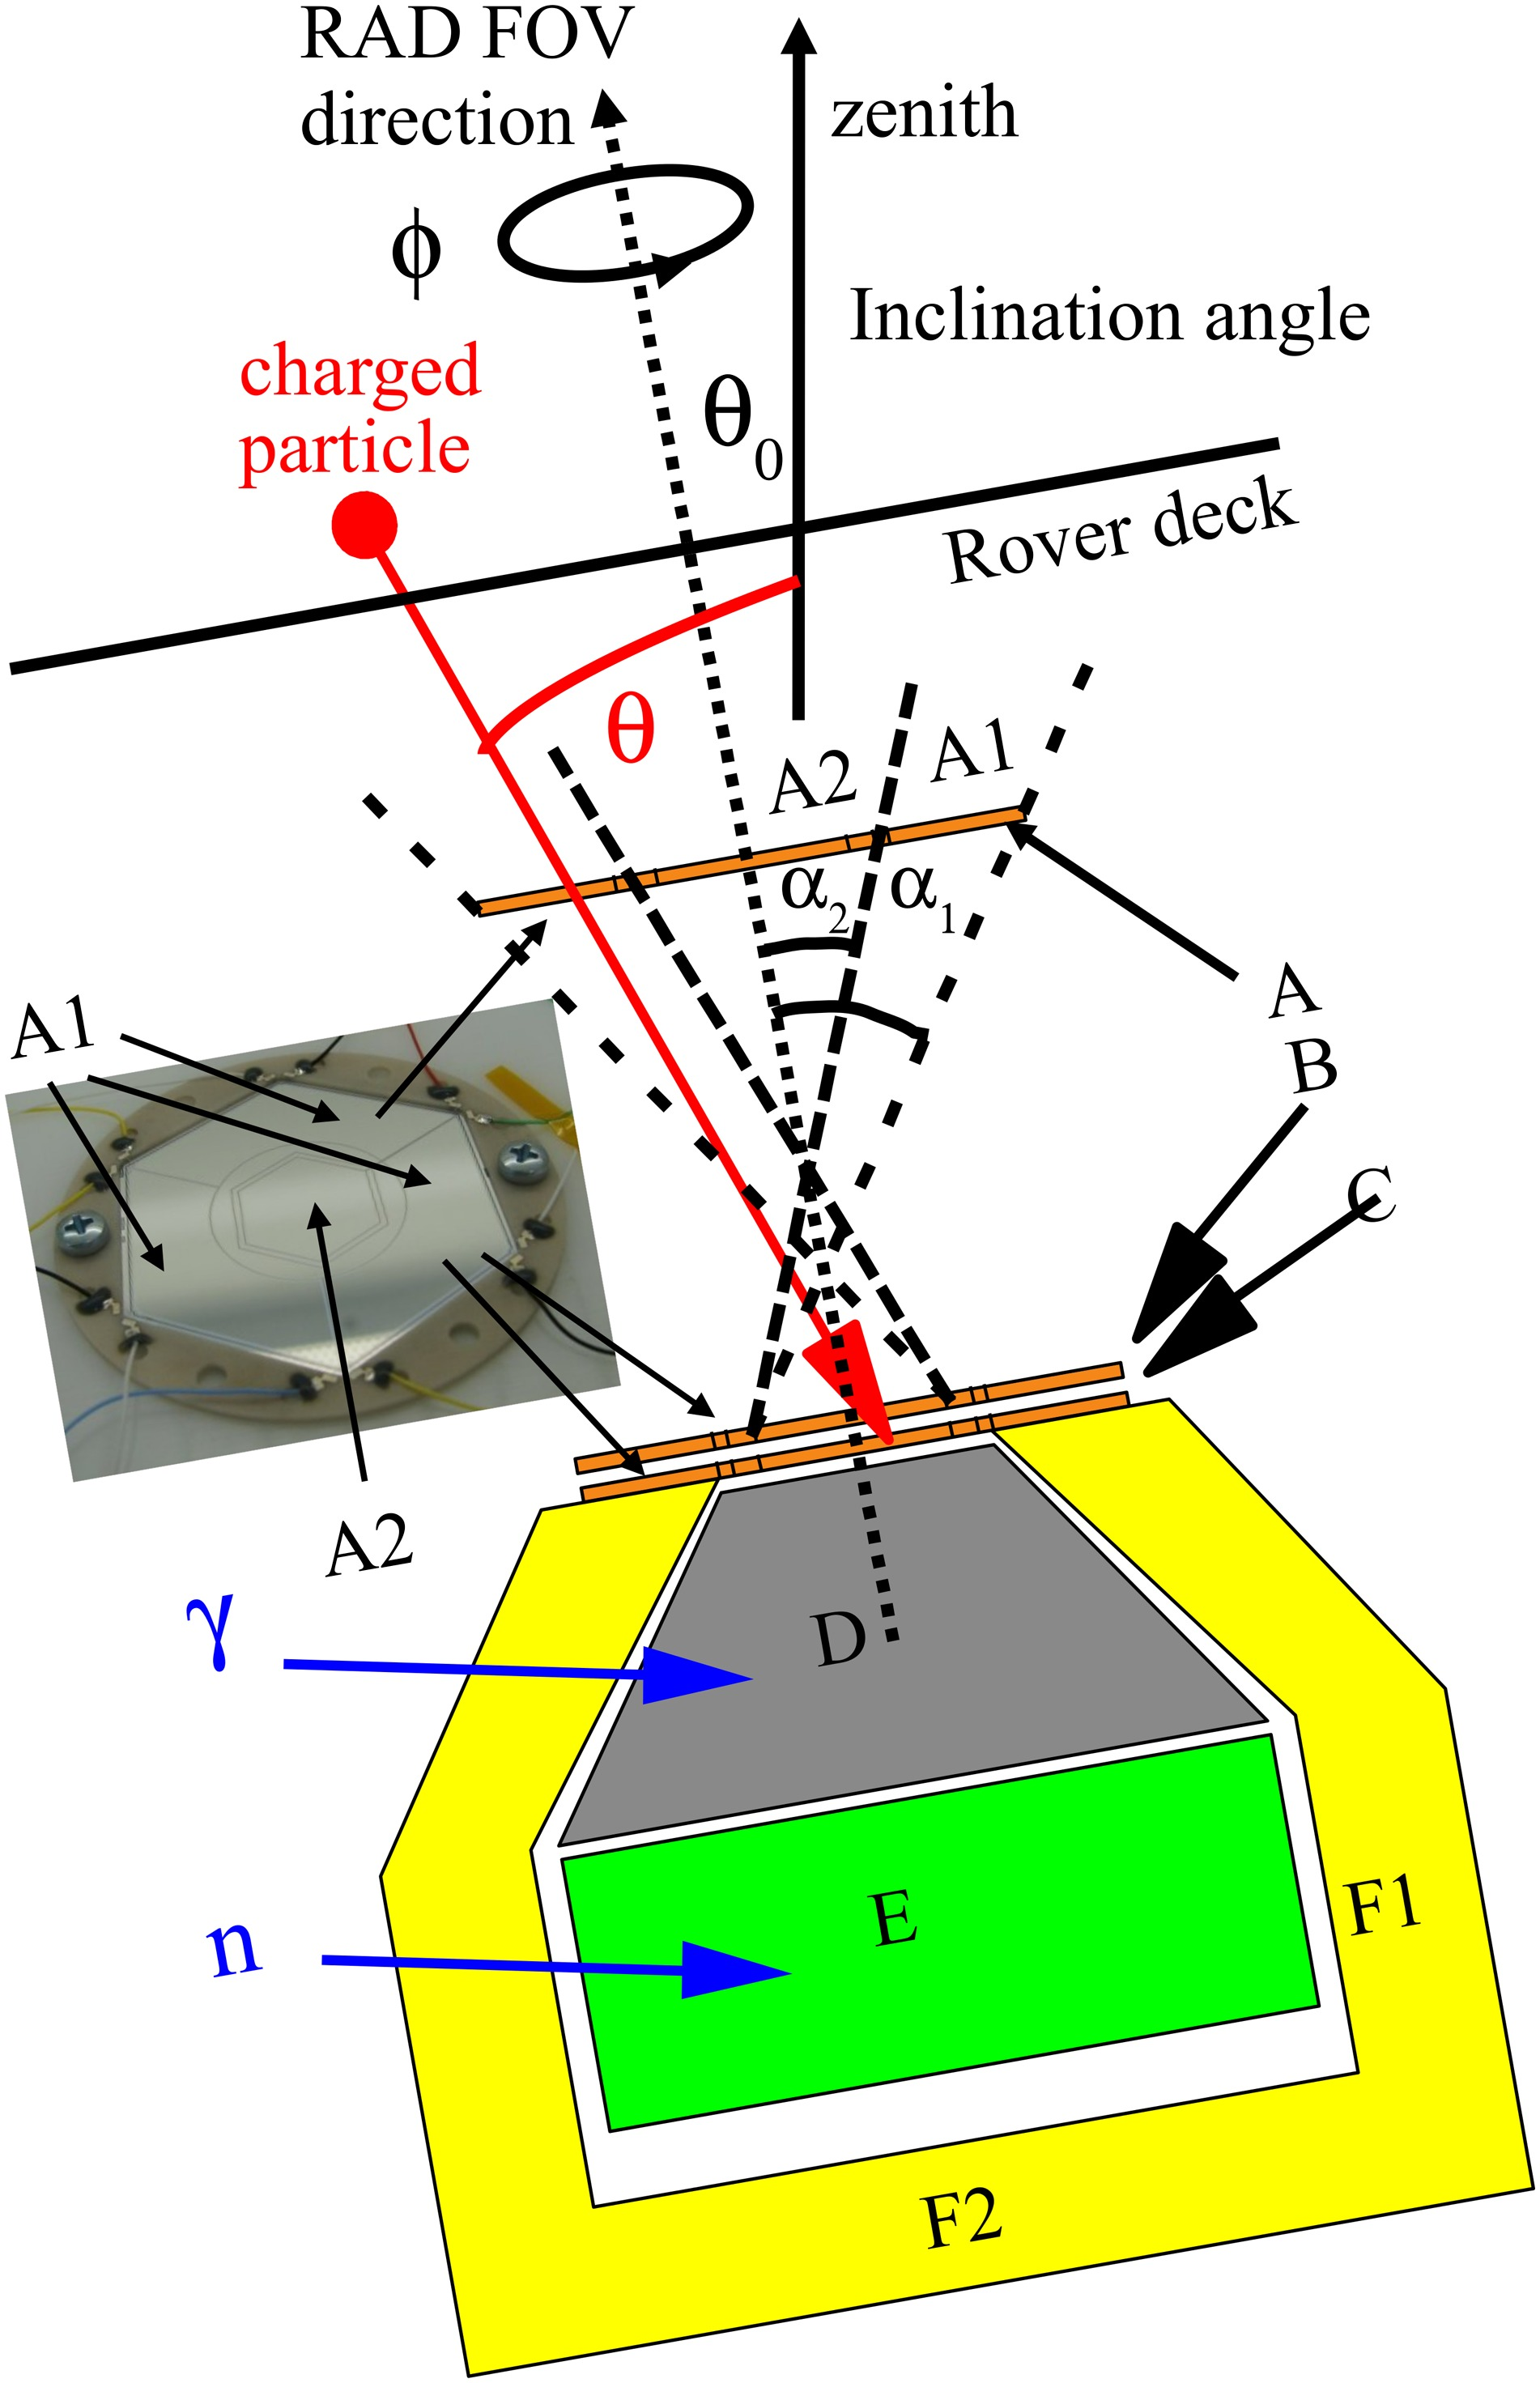 RAD FOV
direction
zenith
ϕ
Inclination angle
charged
particle
θ0
Rover deck
θ
A2
A1
α2
α1
A
A1
B
C
A2
γ
D
E
F1
n
F2